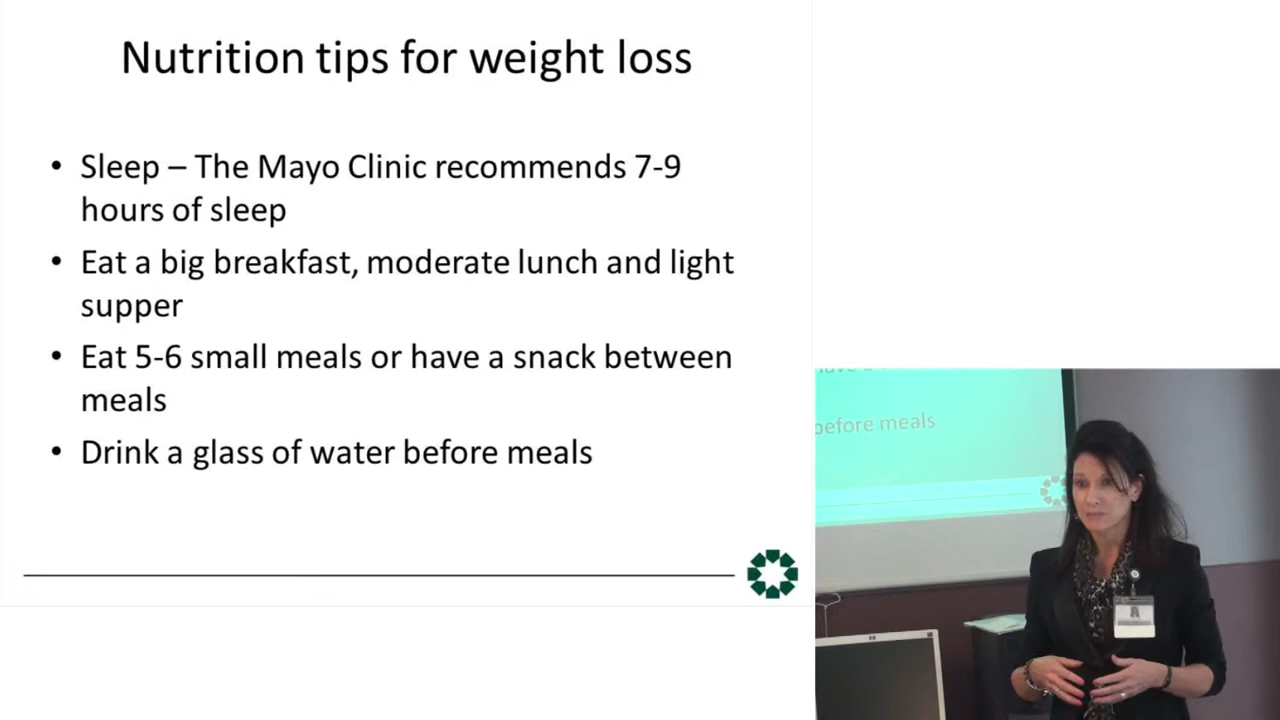 Nutrition tips for weight loss
• Sleep – The Mayo Clinic recommends 7-9
hours of sleep
• Eat a big breakfast, moderate lunch and light
supper
• Eat 5-6 small meals or have a snack between
meals
• Drink a glass of water before meals
before meals